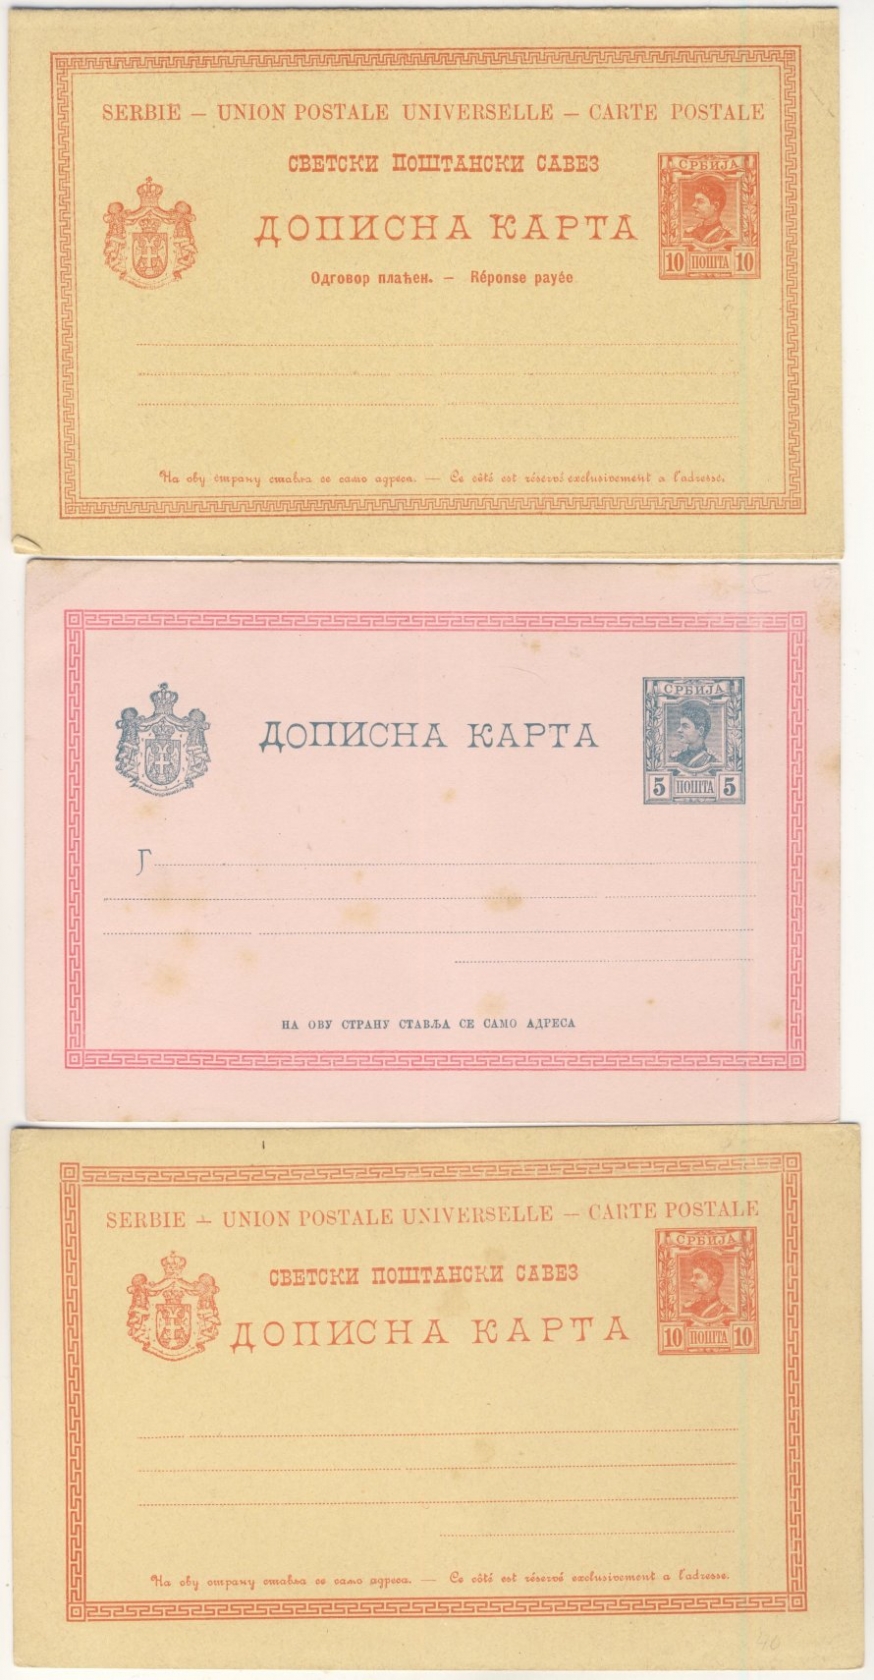 SERBIE — UNION POSTALE UNIVERSELLE — CARTE POSTALE
СВЕТСКИ ПОШТАНСКИ САВЕЗ
СРБИЈА
ДОПИСНА КАРТА
10 ПОШТА 10
Одговор плаћен. — Réponse payée
На ову страну ставља се само адреса. — Ce côté est réservé exclusivement a l'adresse.
СРБИЈА
ДОПИСНА КАРТА
5 ПОШТА 5
Г
НА ОВУ СТРАНУ СТАВЉА СЕ САМО АДРЕСА
SERBIE — UNION POSTALE UNIVERSELLE — CARTE POSTALE
СРБИЈА
СВЕТСКИ ПОШТАНСКИ САВЕЗ
ДОПИСНА КАРТА
10 ПОШТА 10
На ову страну ставља се само адреса. — Ce côté est réservé exclusivement a l'adresse.
40